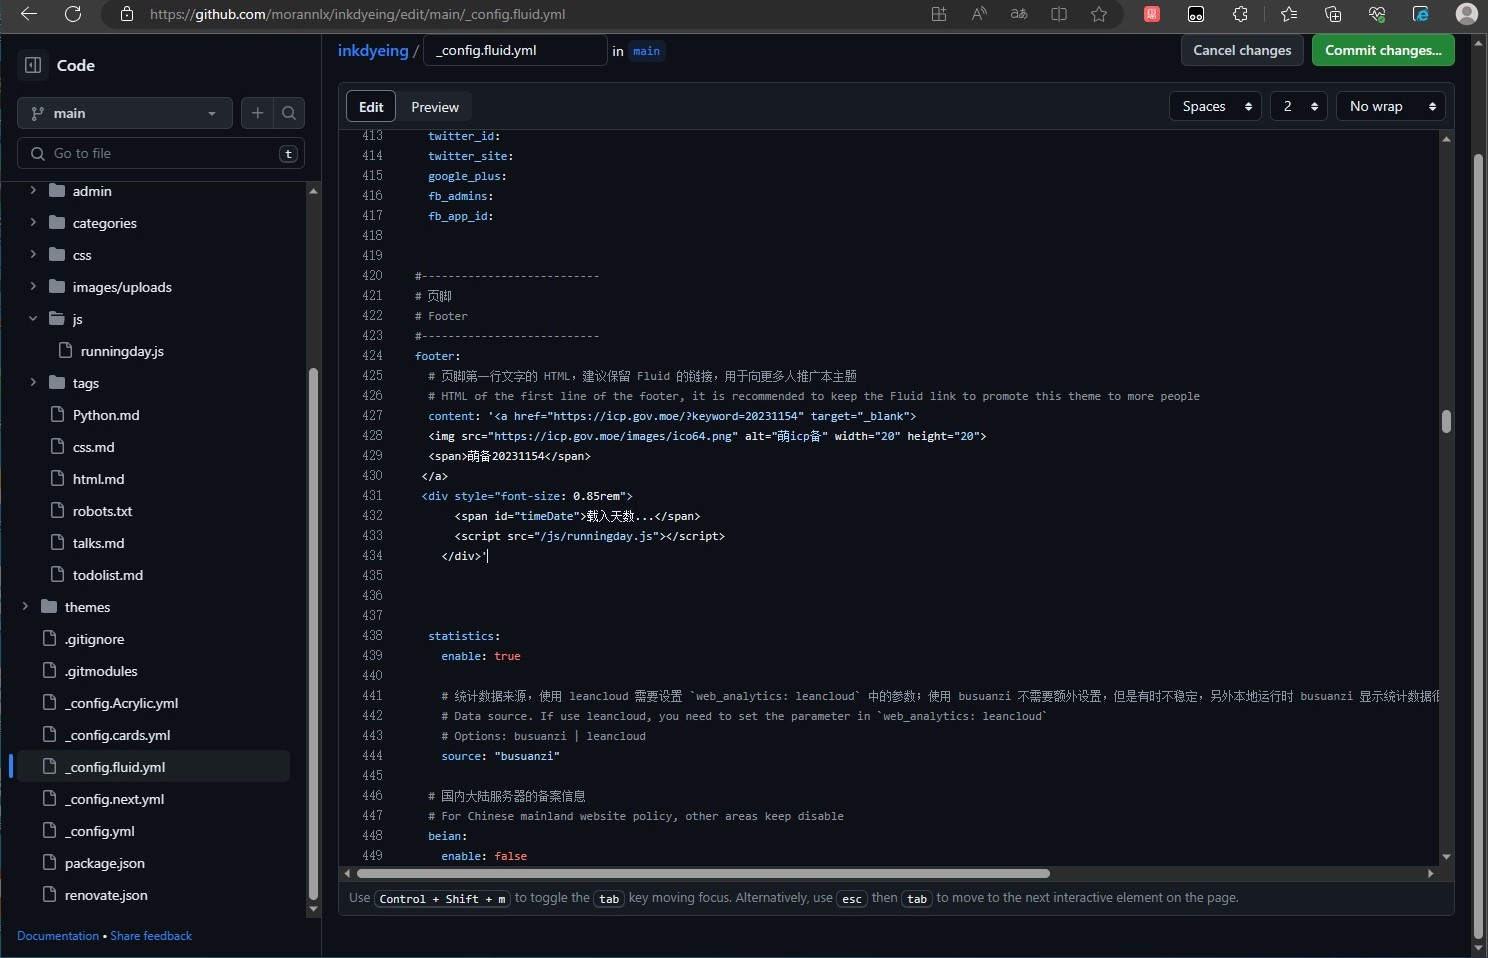 https://github.com/morannlx/inkdyeing/edit/main/_config.fluid.yml
Code
main
Go to file
t
admin
categories
css
images/uploads
js
runningday.js
tags
Python.md
css.md
html.md
robots.txt
talks.md
todolist.md
themes
.gitignore
.gitmodules
_config.Acrylic.yml
_config.cards.yml
_config.fluid.yml
_config.next.yml
_config.yml
package.json
renovate.json
Documentation • Share feedback
inkdyeing / _config.fluid.yml in main
Cancel changes Commit changes...
Edit Preview Spaces 2 No wrap
413 twitter_id:
414 twitter_site:
415 google_plus:
416 fb_admins:
417 fb_app_id:
418
419
420 #---------------------------
421 # 页脚
422 # Footer
423 #---------------------------
424 footer:
425 # 页脚第一行文字的 HTML，建议保留 Fluid 的链接，用于向更多人推广本主题
426 # HTML of the first line of the footer, it is recommended to keep the Fluid link to promote this theme to more people
427 content: '<a href="https://icp.gov.moe/?keyword=20231154" target="_blank">
428 <img src="https://icp.gov.moe/images/ico64.png" alt="萌icp备" width="20" height="20">
429 <span>萌备20231154</span>
430 </a>
431 <div style="font-size: 0.85rem">
432 <span id="timeDate">载入天数...</span>
433 <script src="/js/runningday.js"></script>
434 </div>'
435
436
437
438 statistics:
439 enable: true
440
441 # 统计数据来源，使用 leancloud 需要设置 `web_analytics: leancloud` 中的参数；使用 busuanzi 不需要额外设置，但是有时不稳定，另外本地运行时 busuanzi 显示统计数据很
442 # Data source. If use leancloud, you need to set the parameter in `web_analytics: leancloud`
443 # Options: busuanzi | leancloud
444 source: "busuanzi"
445
446 # 国内大陆服务器的备案信息
447 # For Chinese mainland website policy, other areas keep disable
448 beian:
449 enable: false
Use Control + Shift + m to toggle the tab key moving focus. Alternatively, use esc then tab to move to the next interactive element on the page.